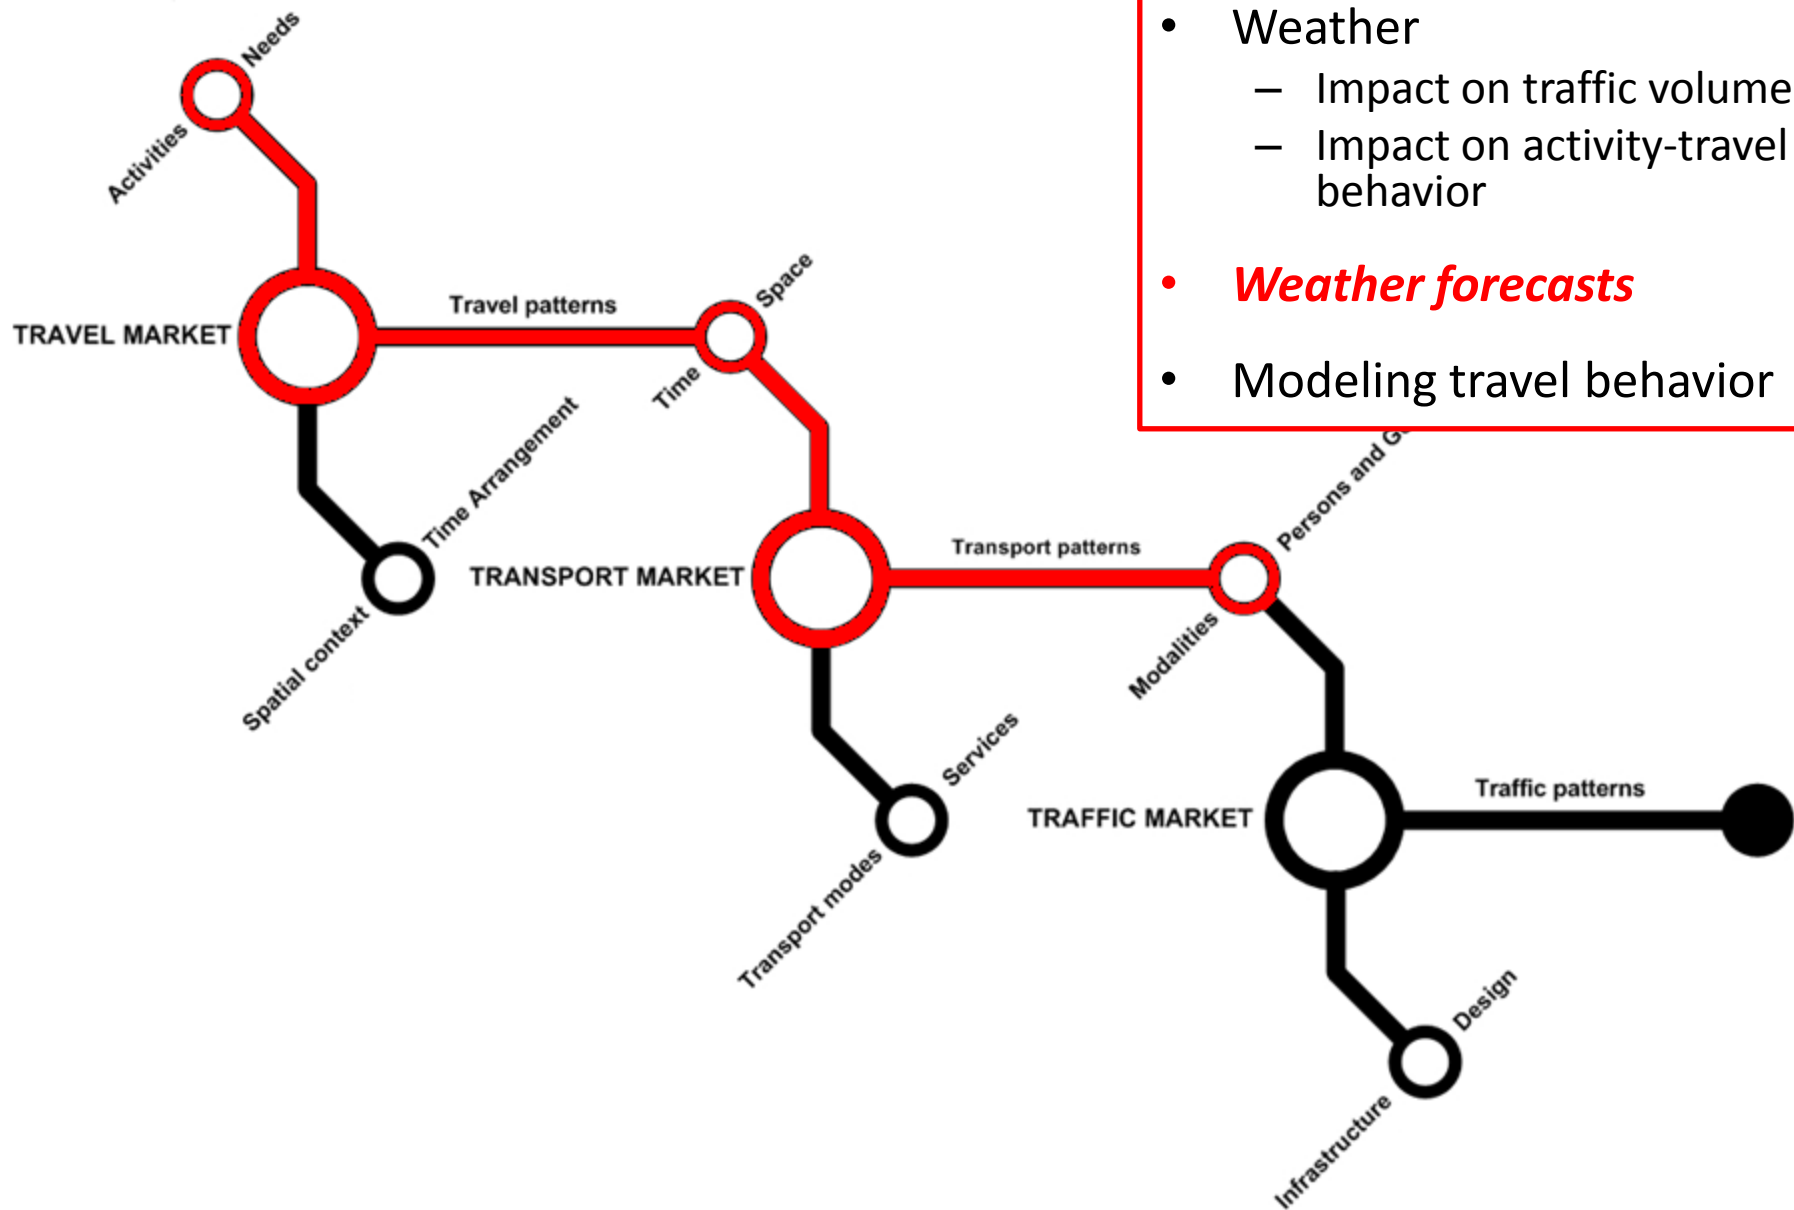 • Weather
– Impact on traffic volume
– Impact on activity-travel
behavior
• Weather forecasts
• Modeling travel behavior
Needs
Activities
TRAVEL MARKET
Travel patterns
Space
Time
Time Arrangement
Spatial context
TRANSPORT MARKET
Transport patterns
Persons and
Modalities
Services
Transport modes
TRAFFIC MARKET
Traffic patterns
Design
Infrastructure